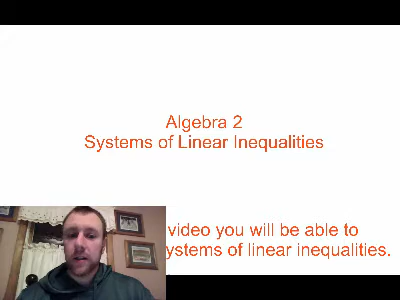 Algebra 2
Systems of Linear Inequalities
video you will be able to
ystems of linear inequalities.